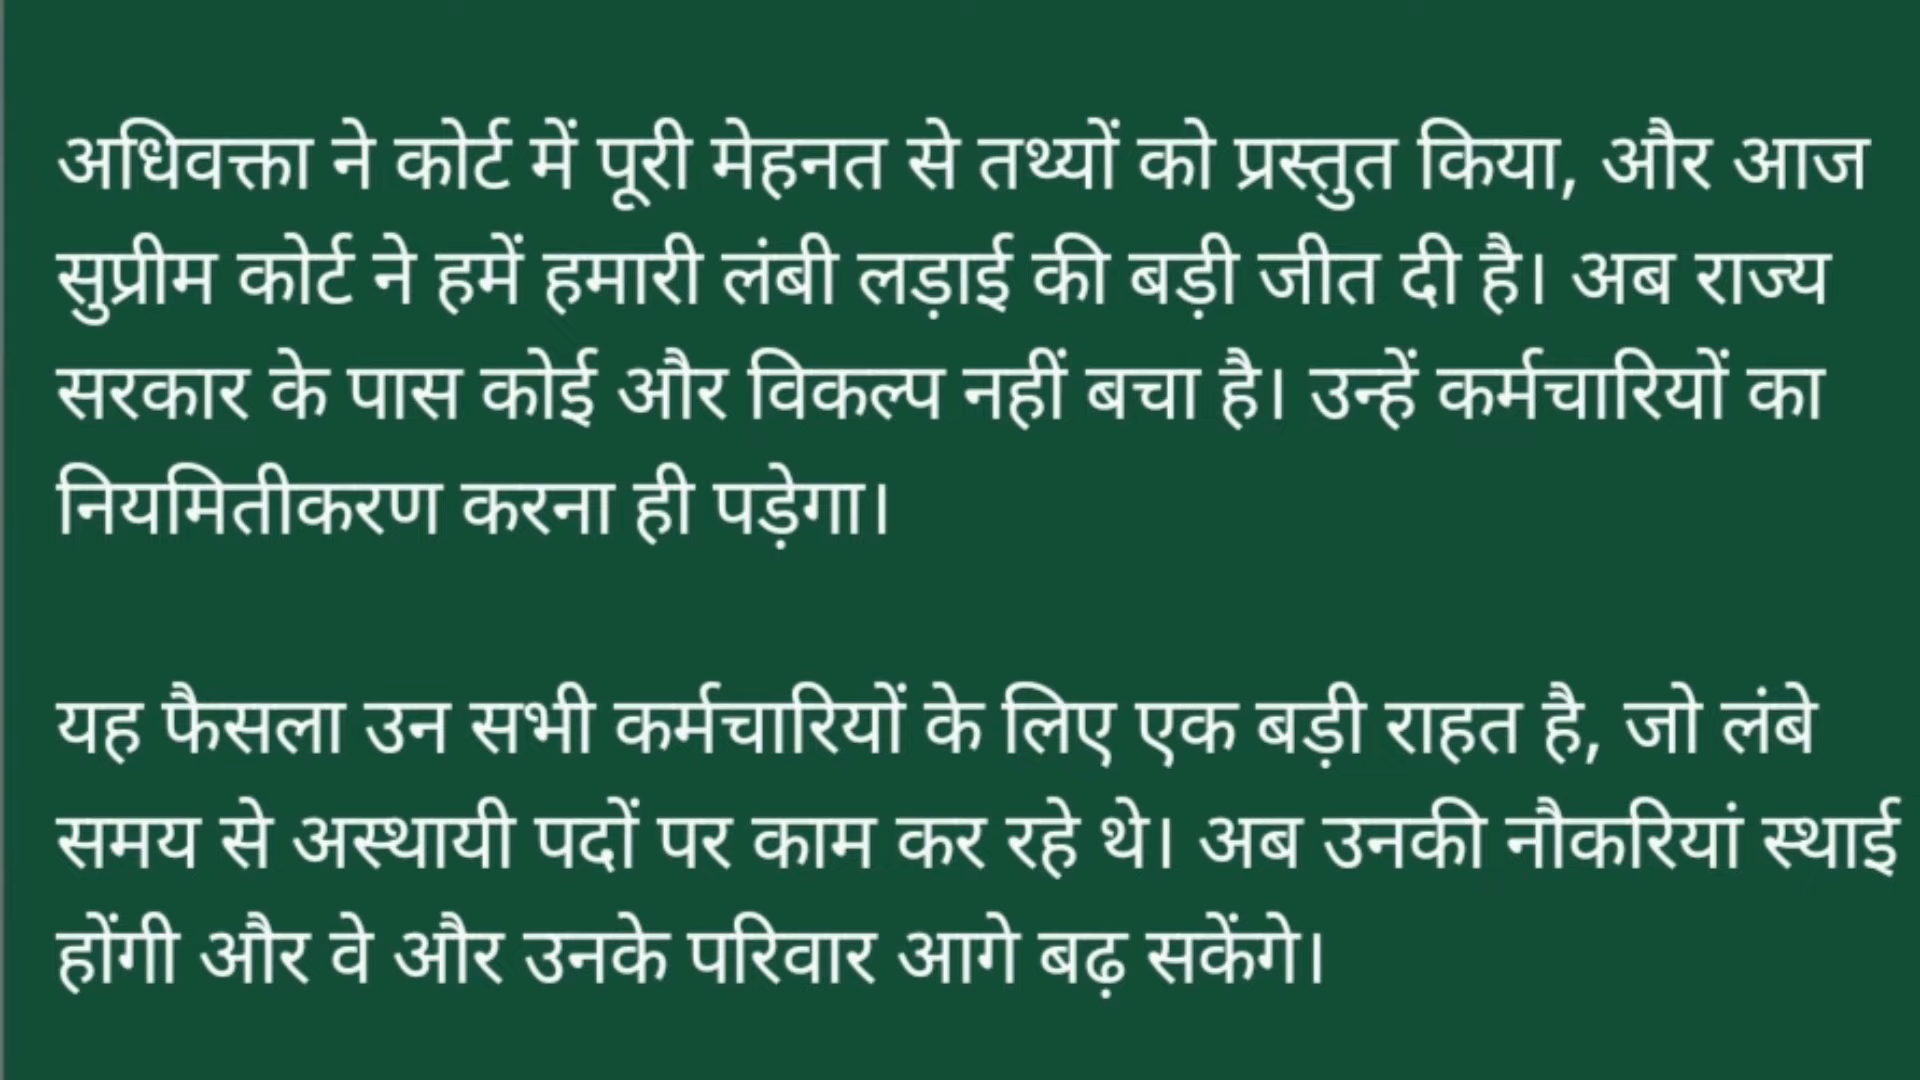 अधिवक्ता ने कोर्ट में पूरी मेहनत से तथ्यों को प्रस्तुत किया, और आज
सुप्रीम कोर्ट ने हमें हमारी लंबी लड़ाई की बड़ी जीत दी है। अब राज्य
सरकार के पास कोई और विकल्प नहीं बचा है। उन्हें कर्मचारियों का
नियमितीकरण करना ही पड़ेगा।
यह फैसला उन सभी कर्मचारियों के लिए एक बड़ी राहत है, जो लंबे
समय से अस्थायी पदों पर काम कर रहे थे। अब उनकी नौकरियां स्थाई
होंगी और वे और उनके परिवार आगे बढ़ सकेंगे।